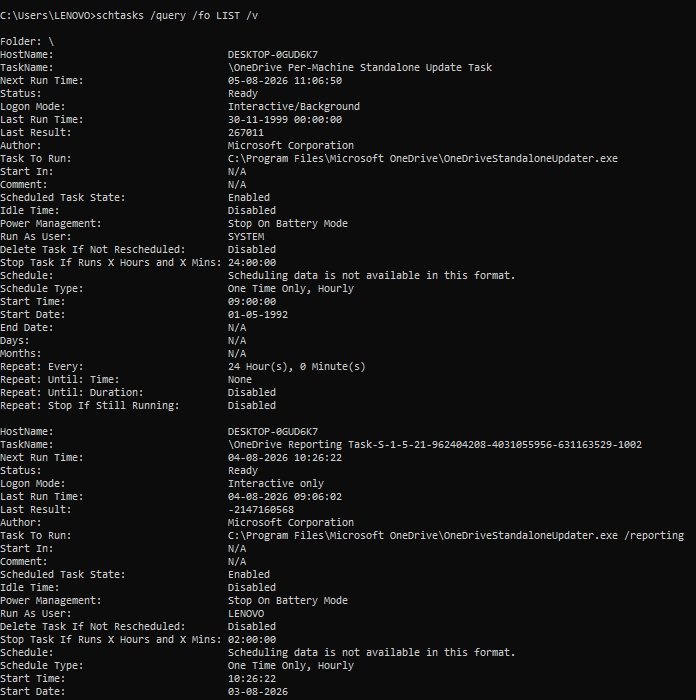 C:\Users\LENOVO>schtasks /query /fo LIST /v
Folder: \
HostName: DESKTOP-0GUD6K7
TaskName: \OneDrive Per-Machine Standalone Update Task
Next Run Time: 05-08-2026 11:06:50
Status: Ready
Logon Mode: Interactive/Background
Last Run Time: 30-11-1999 00:00:00
Last Result: 267011
Author: Microsoft Corporation
Task To Run: C:\Program Files\Microsoft OneDrive\OneDriveStandaloneUpdater.exe
Start In: N/A
Comment: N/A
Scheduled Task State: Enabled
Idle Time: Disabled
Power Management: Stop On Battery Mode
Run As User: SYSTEM
Delete Task If Not Rescheduled: Disabled
Stop Task If Runs X Hours and X Mins: 24:00:00
Schedule: Scheduling data is not available in this format.
Schedule Type: One Time Only, Hourly
Start Time: 09:00:00
Start Date: 01-05-1992
End Date: N/A
Days: N/A
Months: N/A
Repeat: Every: 24 Hour(s), 0 Minute(s)
Repeat: Until: Time: None
Repeat: Until: Duration: Disabled
Repeat: Stop If Still Running: Disabled
HostName: DESKTOP-0GUD6K7
TaskName: \OneDrive Reporting Task-S-1-5-21-962404208-4031055956-631163529-1002
Next Run Time: 04-08-2026 10:26:22
Status: Ready
Logon Mode: Interactive only
Last Run Time: 04-08-2026 09:06:02
Last Result: -2147160568
Author: Microsoft Corporation
Task To Run: C:\Program Files\Microsoft OneDrive\OneDriveStandaloneUpdater.exe /reporting
Start In: N/A
Comment: N/A
Scheduled Task State: Enabled
Idle Time: Disabled
Power Management: Stop On Battery Mode
Run As User: LENOVO
Delete Task If Not Rescheduled: Disabled
Stop Task If Runs X Hours and X Mins: 02:00:00
Schedule: Scheduling data is not available in this format.
Schedule Type: One Time Only, Hourly
Start Time: 10:26:22
Start Date: 03-08-2026